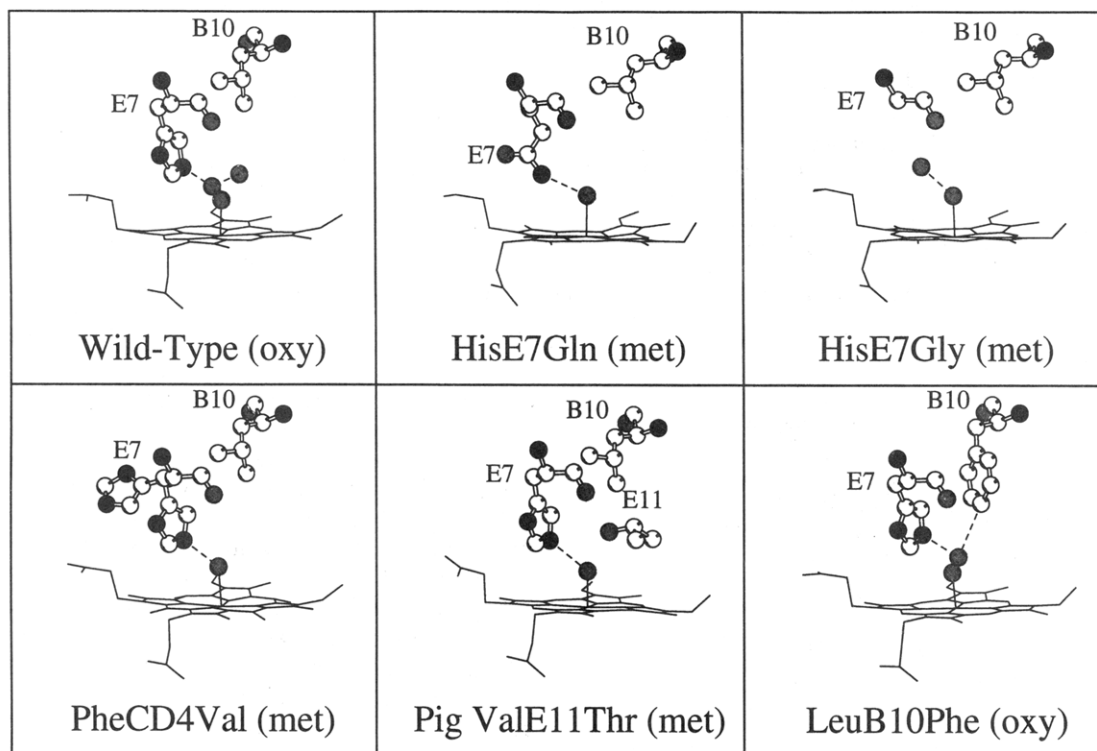 B10
E7
Wild-Type (oxy)
B10
E7
HisE7Gln (met)
B10
E7
HisE7Gly (met)
B10
E7
PheCD4Val (met)
B10
E7
E11
Pig ValE11Thr (met)
B10
E7
LeuB10Phe (oxy)